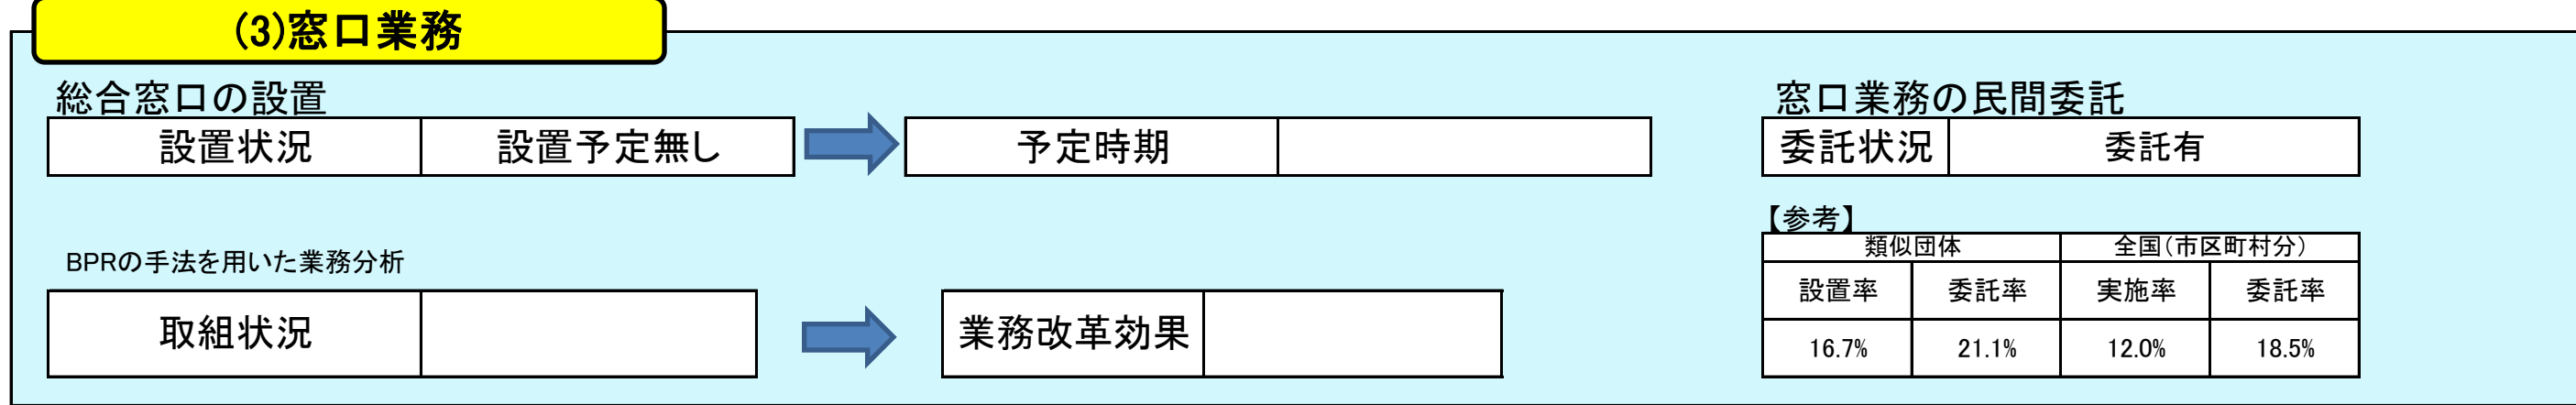 (3)窓口業務
総合窓口の設置
設置状況 設置予定無し 予定時期
窓口業務の民間委託
委託状況 委託有
BPRの手法を用いた業務分析
取組状況 業務改革効果
【参考】
類似団体 全国(市区町村分)
設置率 委託率 実施率 委託率
16.7% 21.1% 12.0% 18.5%